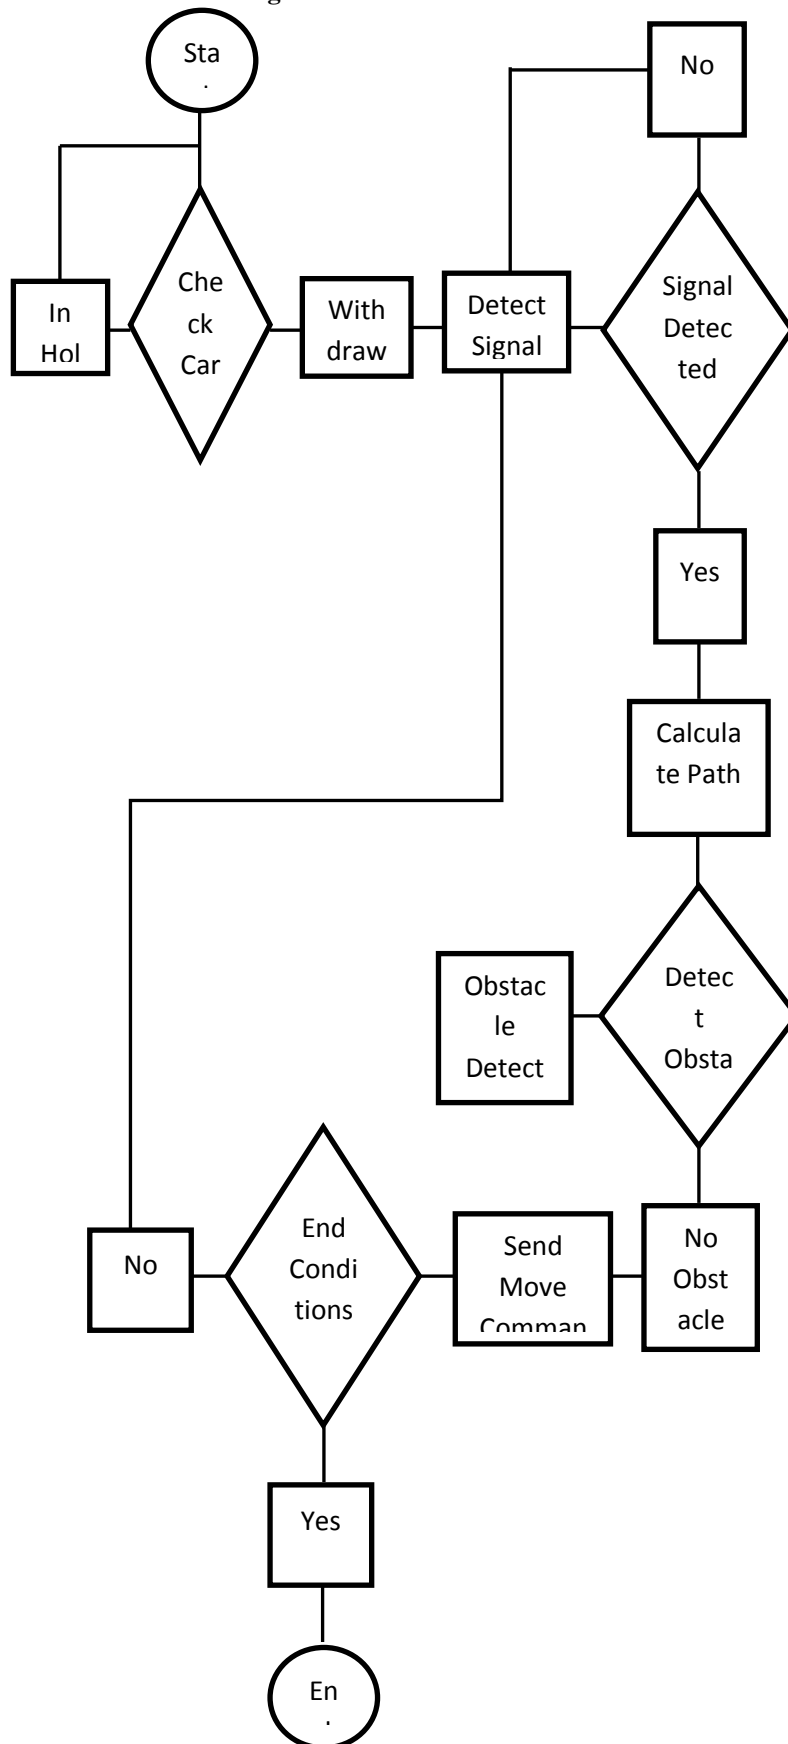 Sta
No
Che
ck
Car
In
Hol
With
draw
Detect
Signal
Signal
Detec
ted
Yes
Calcula
te Path
Detec
t
Obsta
Obstac
le
Detect
No
Obst
acle
Send
Move
Comman
End
Condi
tions
No
Yes
En